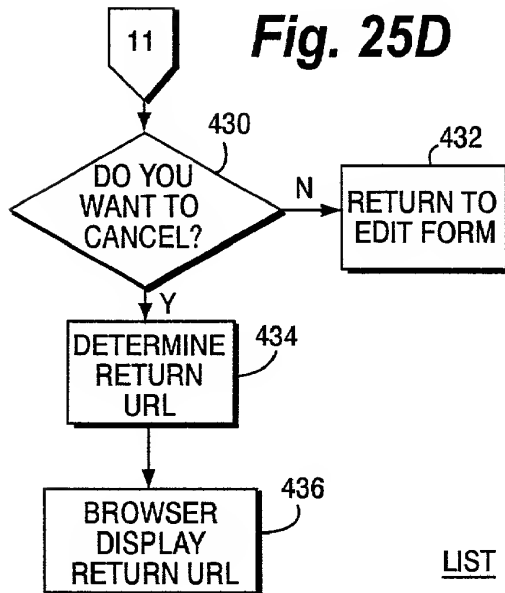 Fig. 25D
11
430
DO YOU
WANT TO
CANCEL?
N
432
RETURN TO
EDIT FORM
Y
434
DETERMINE
RETURN
URL
436
BROWSER
DISPLAY
RETURN URL
LIST